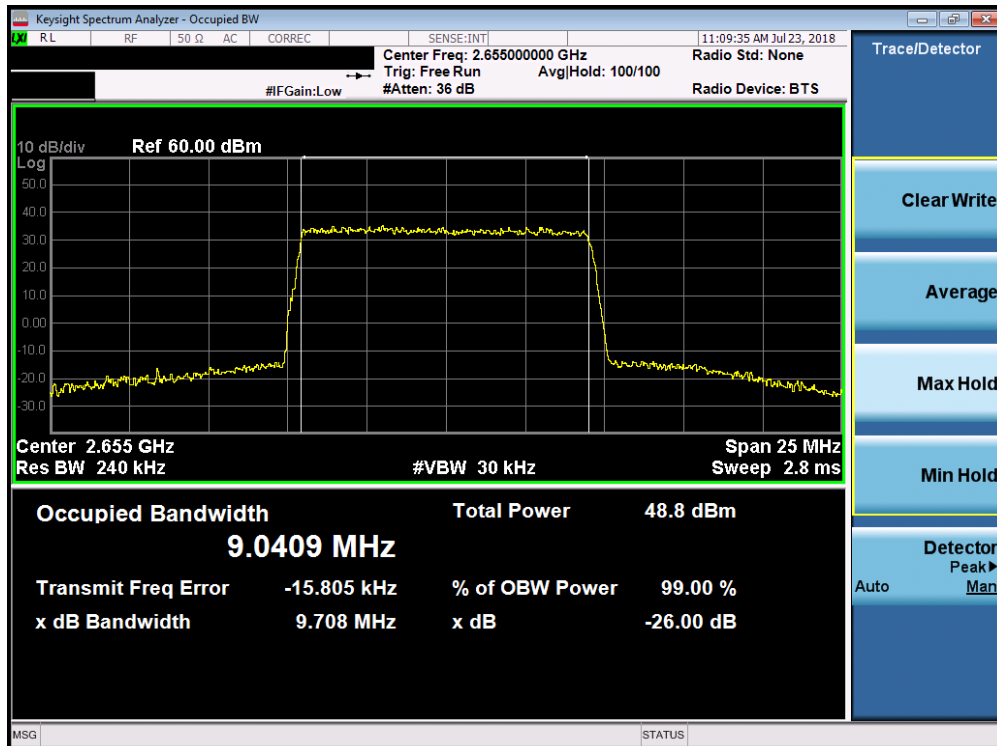 Keysight Spectrum Analyzer - Occupied BW
LXI RL RF 50 Ω AC CORREC SENSE:INT 11:09:35 AM Jul 23, 2018
Center Freq: 2.655000000 GHz Radio Std: None
Trig: Free Run Avg|Hold: 100/100
#IFGain:Low #Atten: 36 dB Radio Device: BTS
10 dB/div Ref 60.00 dBm
Log
50.0
40.0
30.0
20.0
10.0
0.00
-10.0
-20.0
-30.0
Center 2.655 GHz Span 25 MHz
Res BW 240 kHz #VBW 30 kHz Sweep 2.8 ms
Occupied Bandwidth Total Power 48.8 dBm
9.0409 MHz
Transmit Freq Error -15.805 kHz % of OBW Power 99.00 %
x dB Bandwidth 9.708 MHz x dB -26.00 dB
MSG STATUS
Trace/Detector
Clear Write
Average
Max Hold
Min Hold
Detector
Peak▶
Auto Man